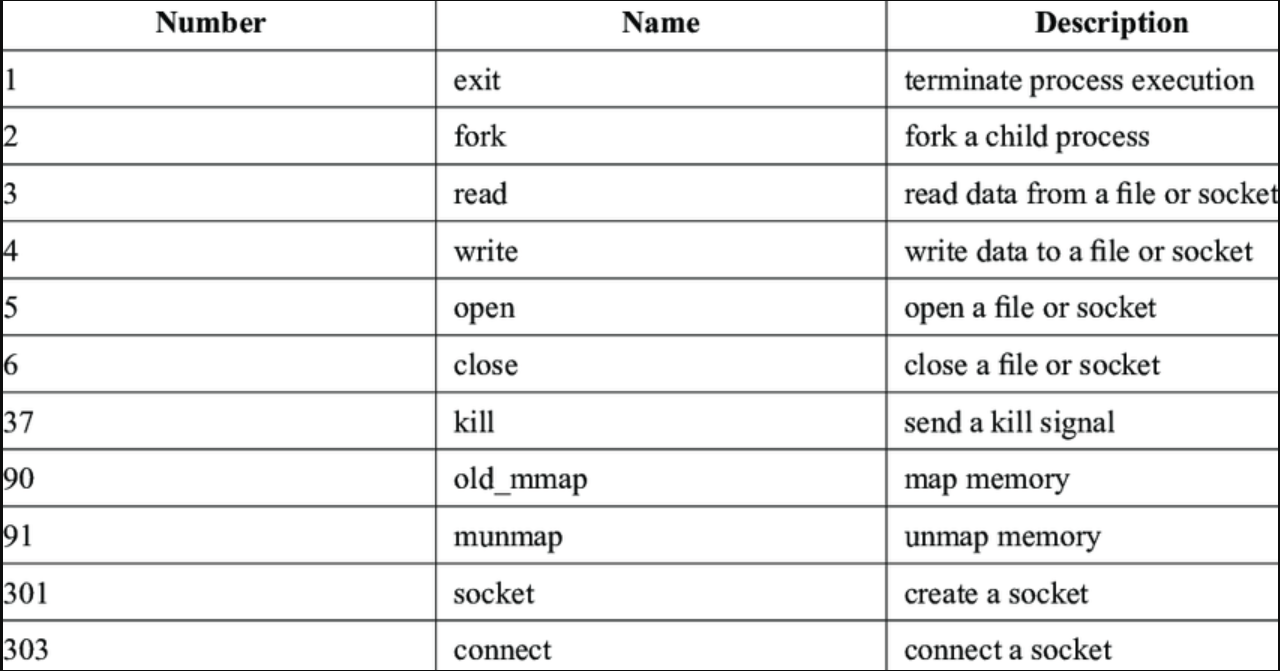 Number Name Description
1 exit terminate process execution
2 fork fork a child process
3 read read data from a file or socket
4 write write data to a file or socket
5 open open a file or socket
6 close close a file or socket
37 kill send a kill signal
90 old_mmap map memory
91 munmap unmap memory
301 socket create a socket
303 connect connect a socket